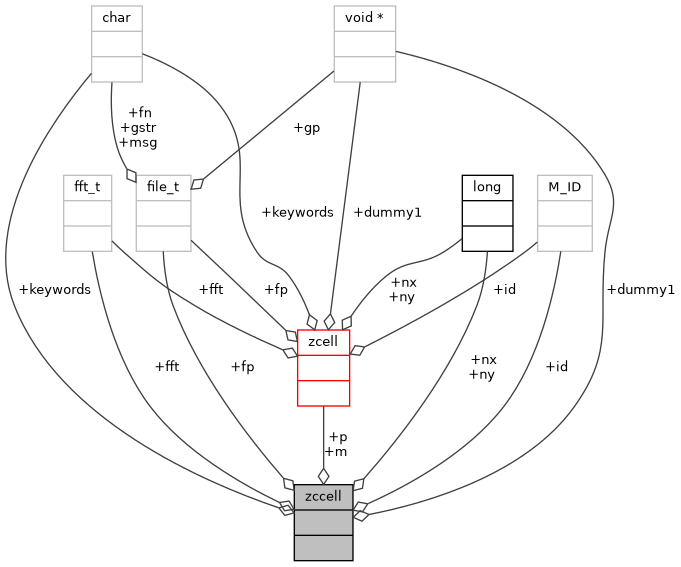 char
void *
+fn
+gstr
+msg
+gp
fft_t
file_t
long
M_ID
+keywords
+dummy1
+keywords
+fft
+fp
+nx
+ny
+id
+dummy1
zcell
+fft
+fp
+nx
+ny
+id
+p
+m
zccell